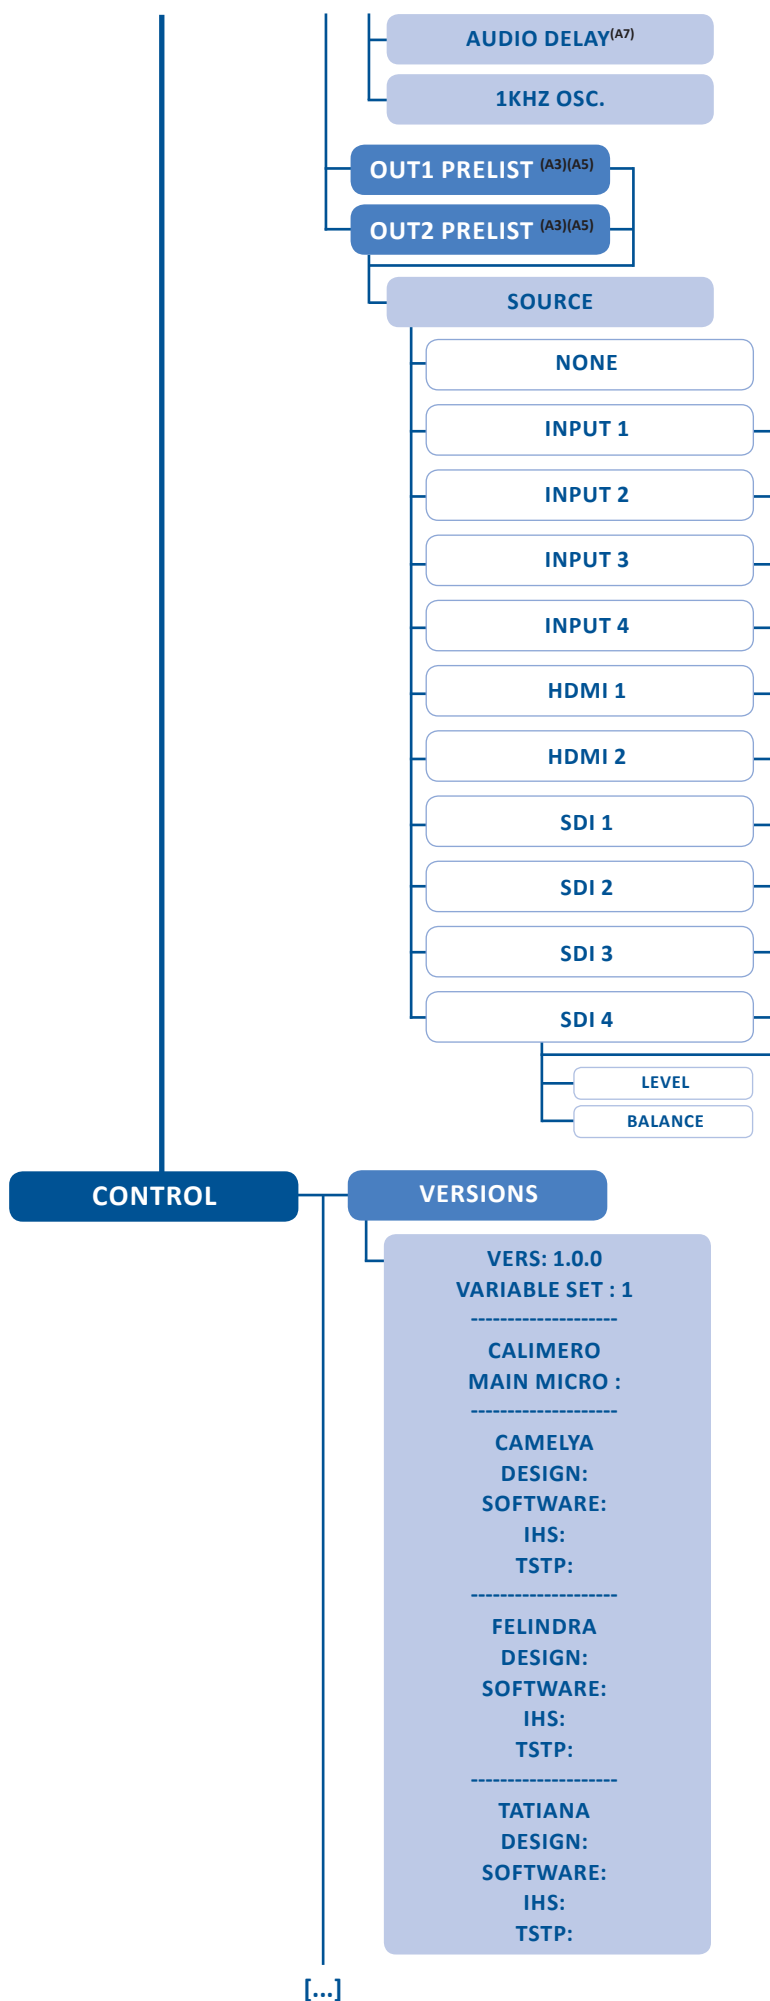 AUDIO DELAY(A7)
1KHZ OSC.
OUT1 PRELIST (A3)(A5)
OUT2 PRELIST (A3)(A5)
SOURCE
NONE
INPUT 1
INPUT 2
INPUT 3
INPUT 4
HDMI 1
HDMI 2
SDI 1
SDI 2
SDI 3
SDI 4
LEVEL
BALANCE
CONTROL
VERSIONS
VERS: 1.0.0
VARIABLE SET : 1
--------------------
CALIMERO
MAIN MICRO :
--------------------
CAMELYA
DESIGN:
SOFTWARE:
IHS:
TSTP:
--------------------
FELINDRA
DESIGN:
SOFTWARE:
IHS:
TSTP:
--------------------
TATIANA
DESIGN:
SOFTWARE:
IHS:
TSTP:
[...]